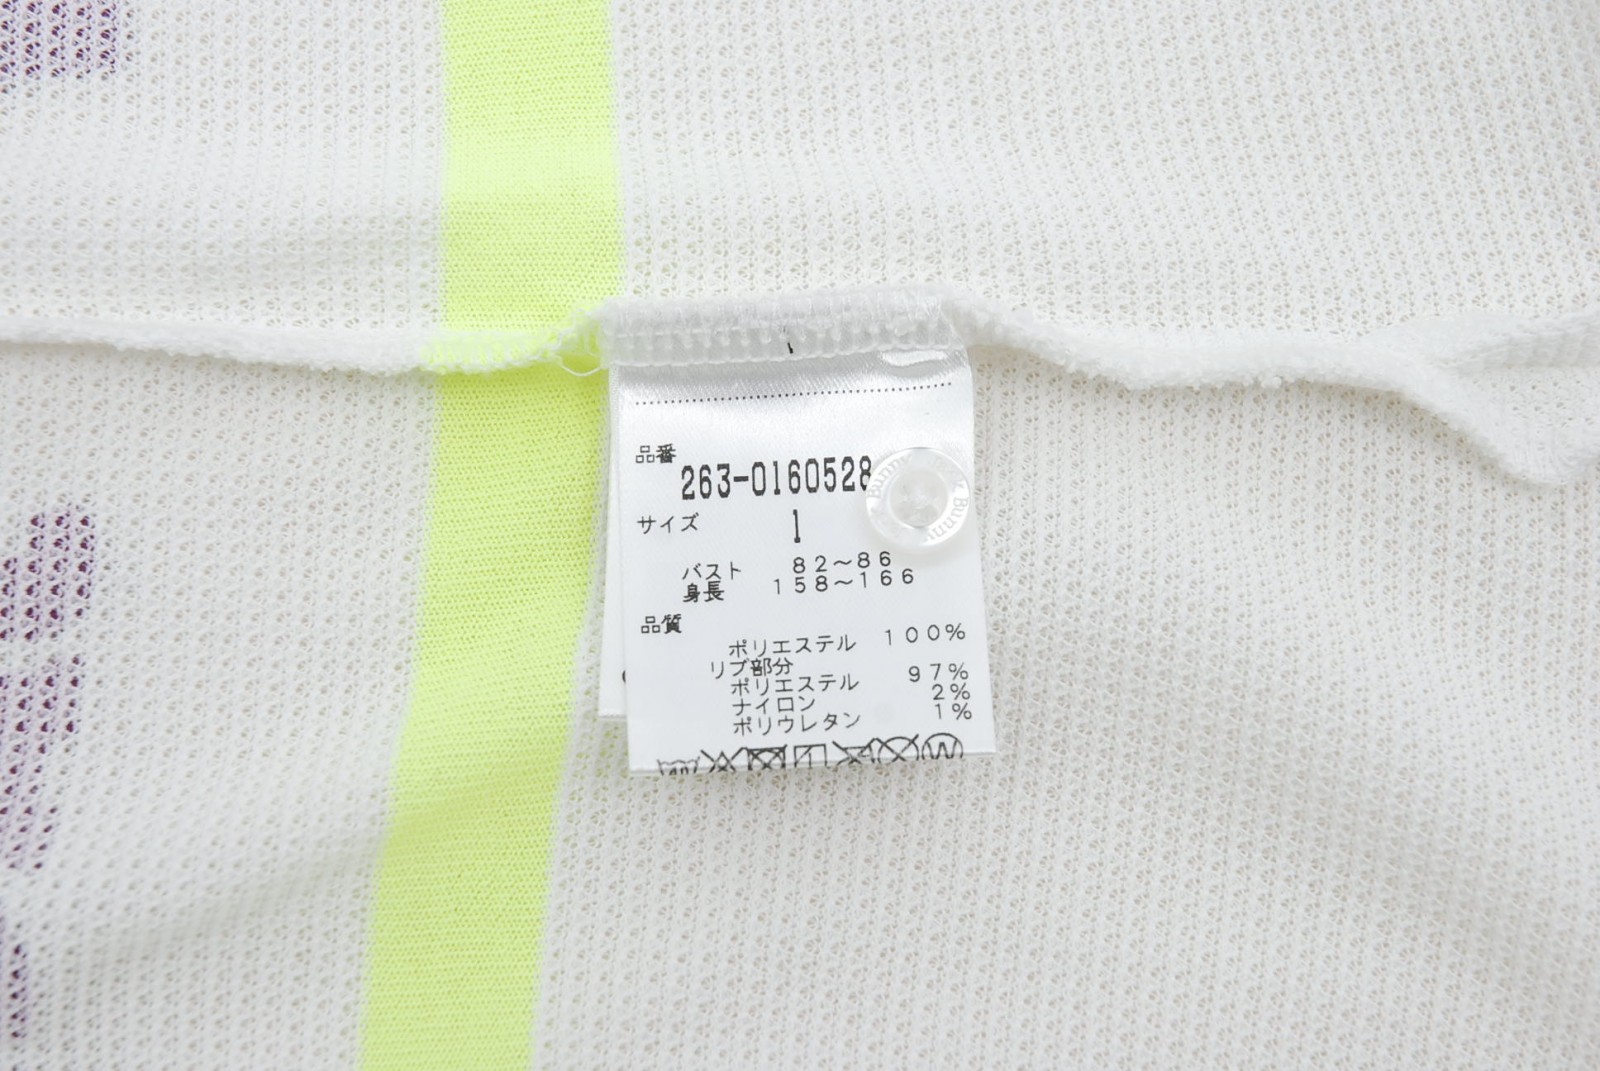 品番
263-0160528
サイズ 1
バスト 82~86
身長 158~166
品質
ポリエステル 100%
リブ部分
ポリエステル 97%
ナイロン 2%
ポリウレタン 1%
Bunny
Bunny